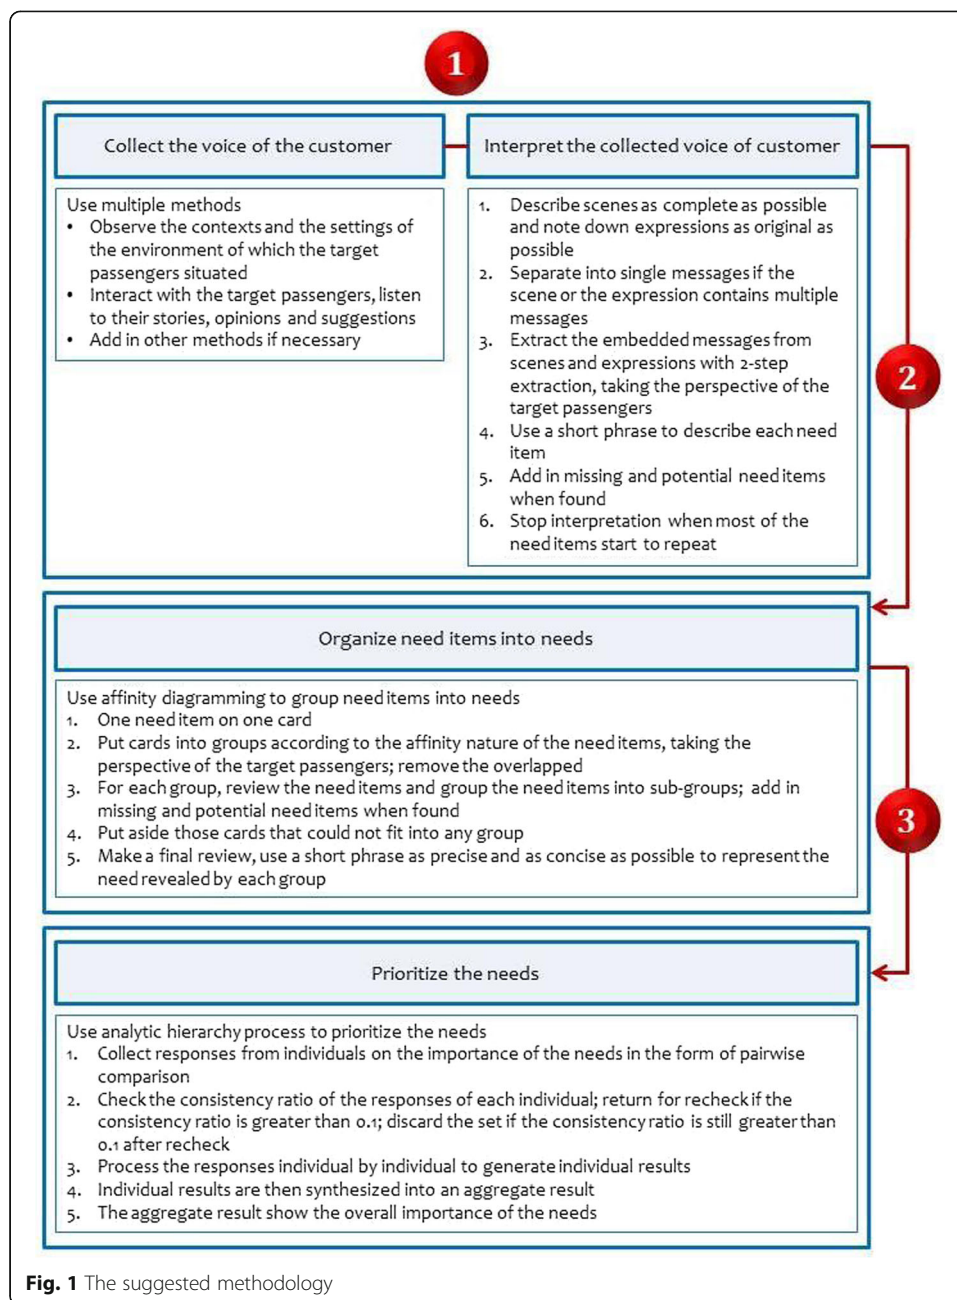 1
Collect the voice of the customer
Use multiple methods
• Observe the contexts and the settings of
the environment of which the target
passengers situated
• Interact with the target passengers, listen
to their stories, opinions and suggestions
• Add in other methods if necessary
Interpret the collected voice of customer
1. Describe scenes as complete as possible
and note down expressions as original as
possible
2. Separate into single messages if the
scene or the expression contains multiple
messages
3. Extract the embedded messages from
scenes and expressions with 2-step
extraction, taking the perspective of the
target passengers
4. Use a short phrase to describe each need
item
5. Add in missing and potential need items
when found
6. Stop interpretation when most of the
need items start to repeat
2
Organize need items into needs
Use affinity diagramming to group need items into needs
1. One need item on one card
2. Put cards into groups according to the affinity nature of the need items, taking the
perspective of the target passengers; remove the overlapped
3. For each group, review the need items and group the need items into sub-groups; add in
missing and potential need items when found
4. Put aside those cards that could not fit into any group
5. Make a final review, use a short phrase as precise and as concise as possible to represent the
need revealed by each group
3
Prioritize the needs
Use analytic hierarchy process to prioritize the needs
1. Collect responses from individuals on the importance of the needs in the form of pairwise
comparison
2. Check the consistency ratio of the responses of each individual; return for recheck if the
consistency ratio is greater than 0.1; discard the set if the consistency ratio is still greater than
0.1 after recheck
3. Process the responses individual by individual to generate individual results
4. Individual results are then synthesized into an aggregate result
5. The aggregate result show the overall importance of the needs
Fig. 1 The suggested methodology